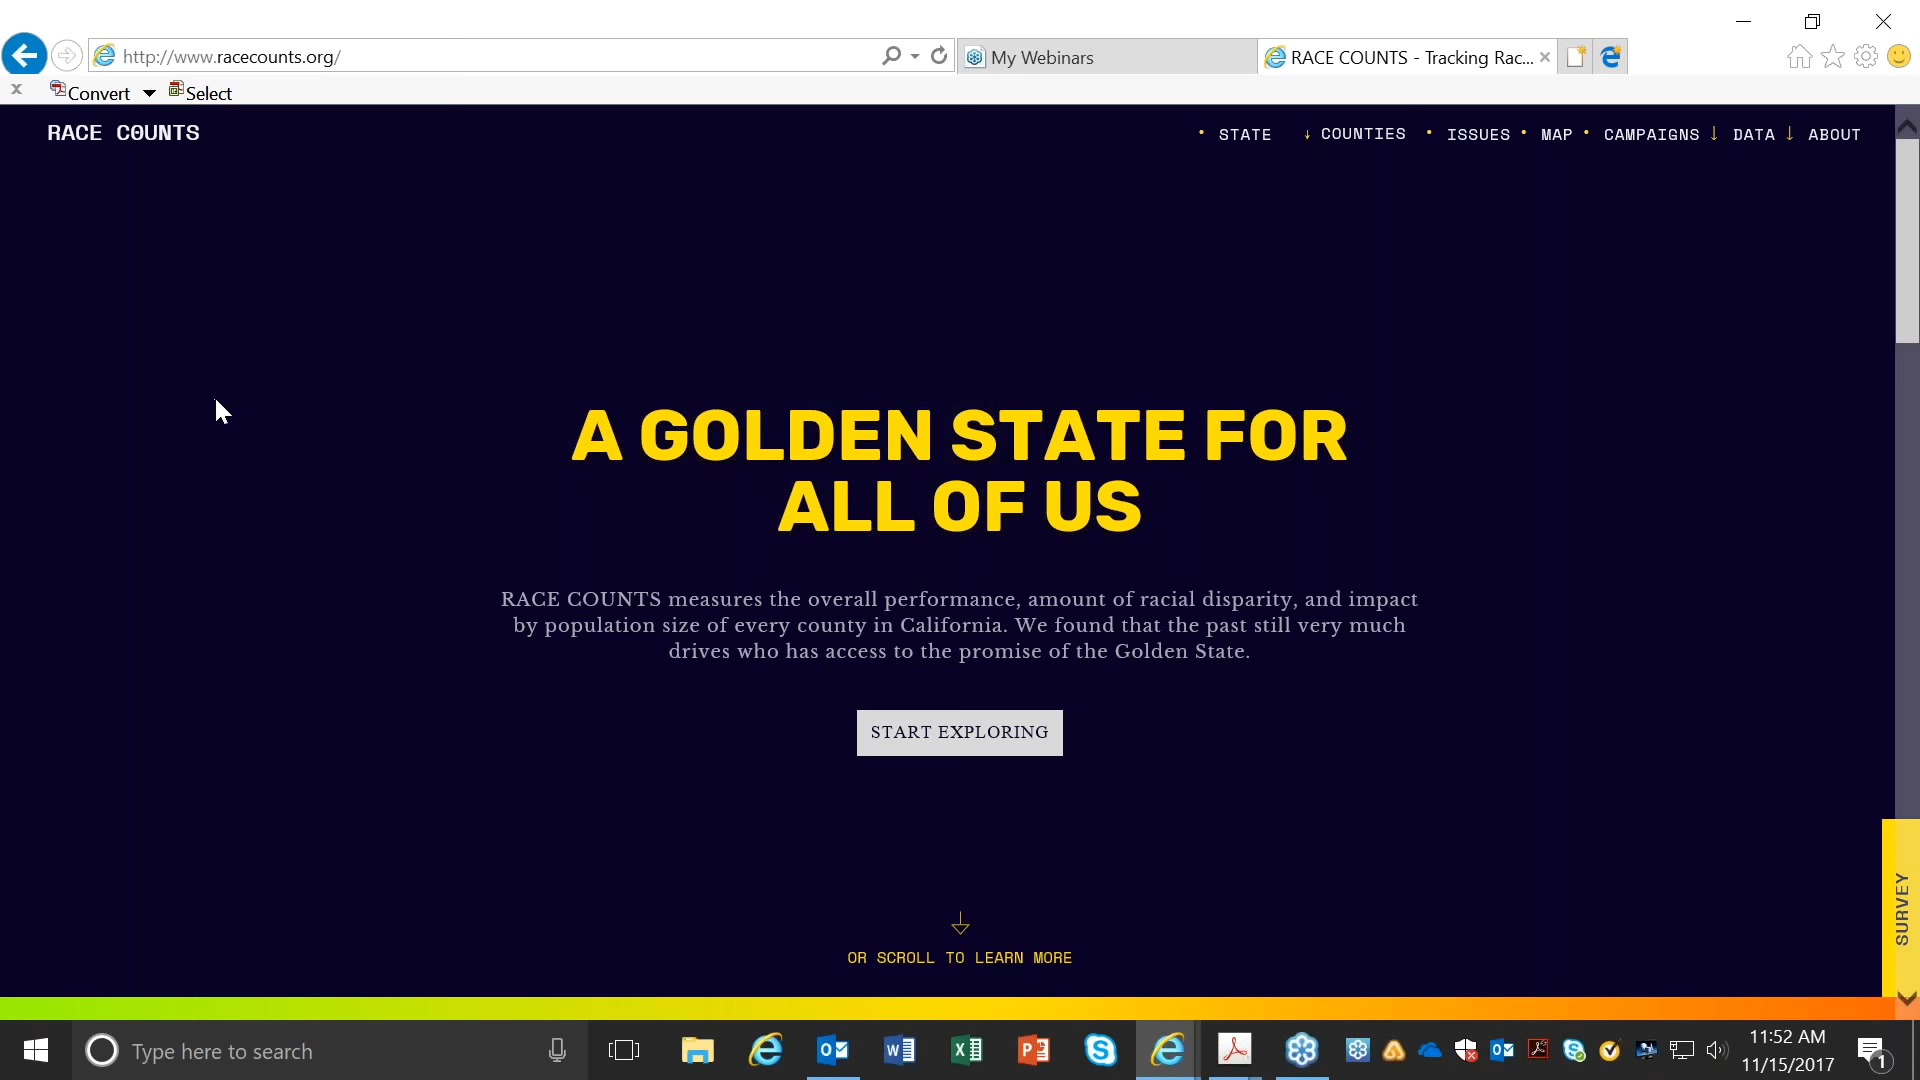 http://www.racecounts.org/
My Webinars
RACE COUNTS - Tracking Rac...
Convert
Select
RACE COUNTS
STATE
COUNTIES
ISSUES
MAP
CAMPAIGNS
DATA
ABOUT
A GOLDEN STATE FOR
ALL OF US
RACE COUNTS measures the overall performance, amount of racial disparity, and impact
by population size of every county in California. We found that the past still very much
drives who has access to the promise of the Golden State.
START EXPLORING
SURVEY
OR SCROLL TO LEARN MORE
Type here to search
11:52 AM
11/15/2017
1